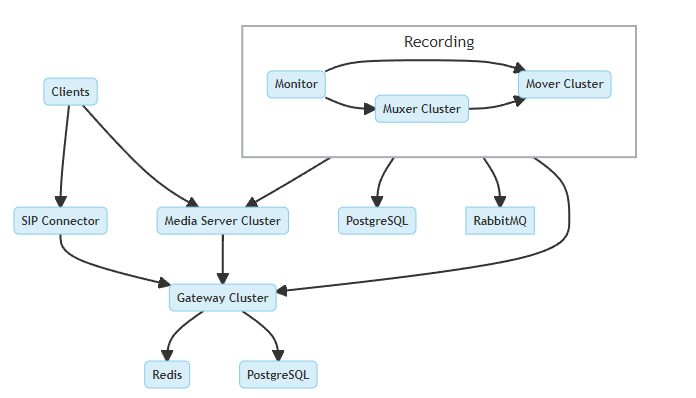 Recording
Monitor
Mover Cluster
Clients
Muxer Cluster
SIP Connector
Media Server Cluster
PostgreSQL
RabbitMQ
Gateway Cluster
Redis
PostgreSQL